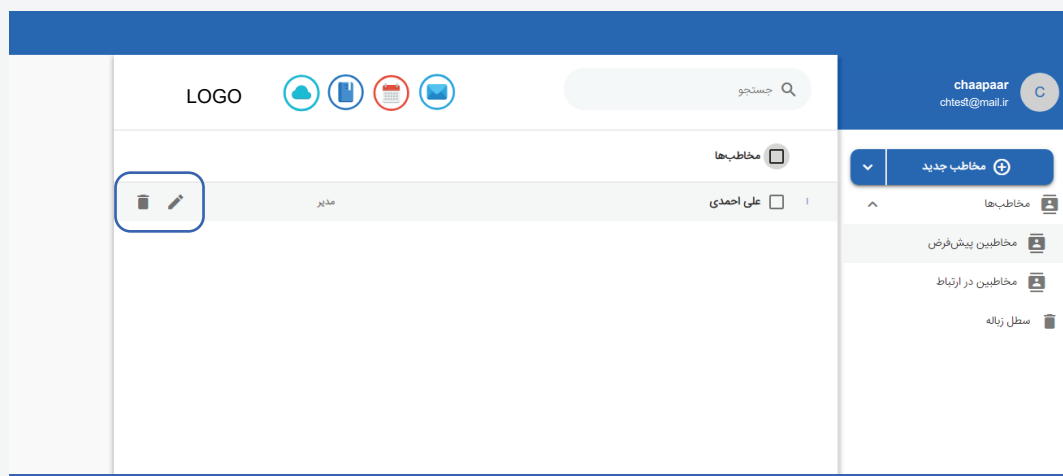 chaapaar
chtest@mail.ir
C
جستجو
LOGO
مخاطب جدید
مخاطب‌ها
مخاطبین پیش‌فرض
مخاطبین در ارتباط
سطل زباله
مخاطب‌ها
علی احمدی
مدیر